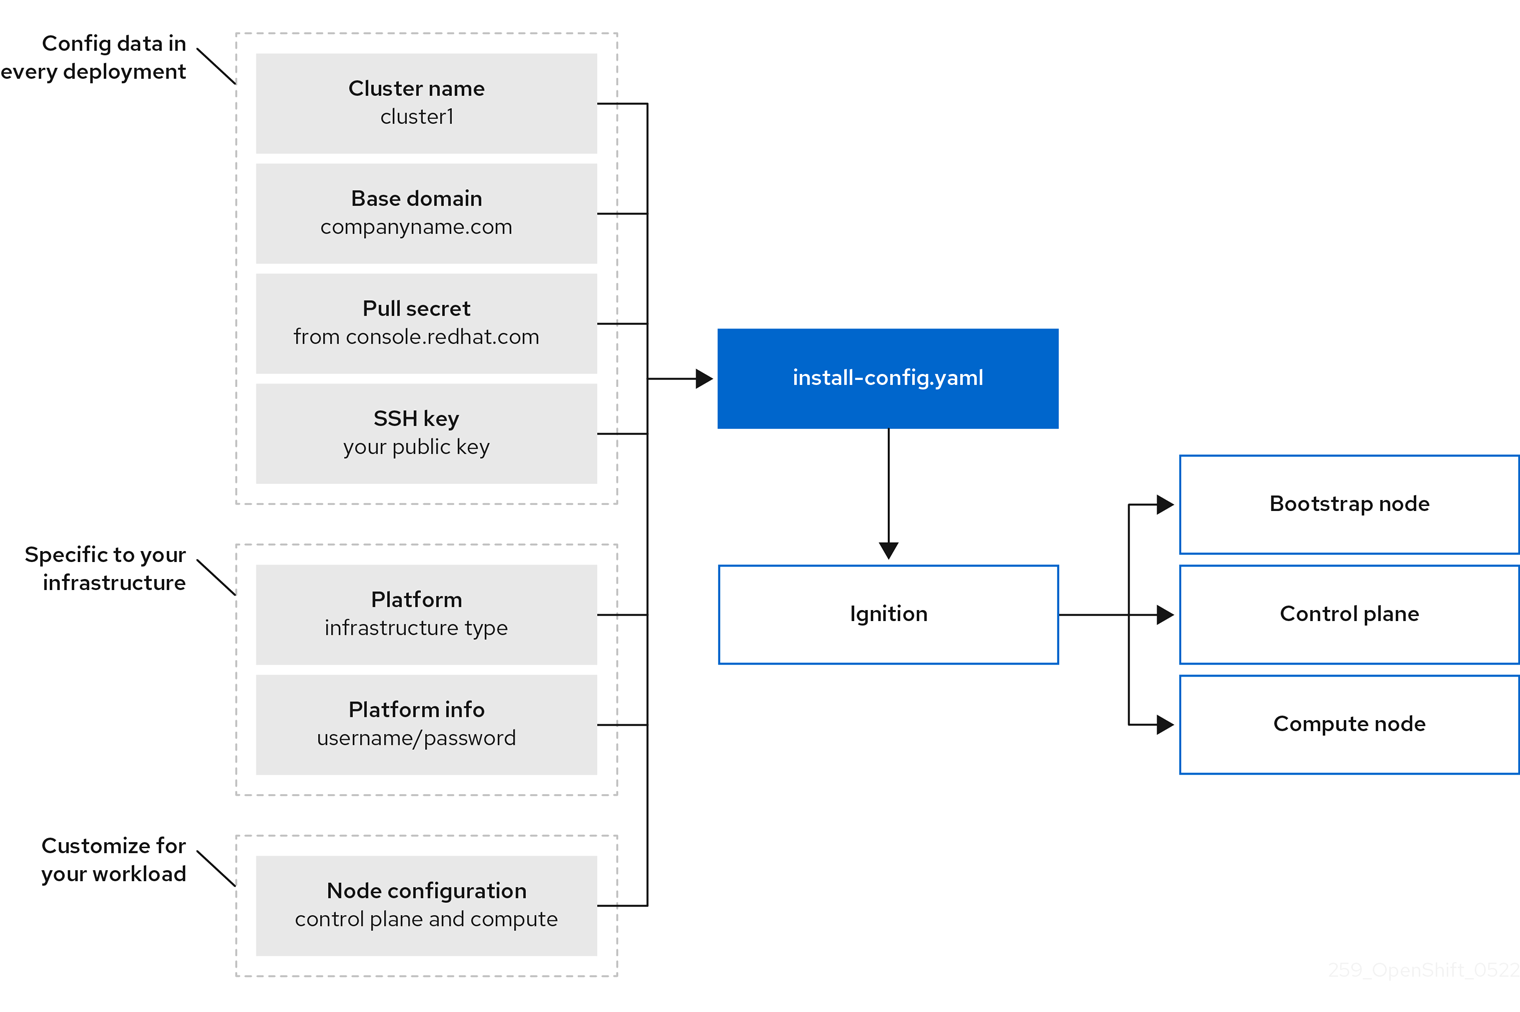 Config data in
every deployment
Cluster name
cluster1
Base domain
companyname.com
Pull secret
from console.redhat.com
SSH key
your public key
install-config.yaml
Bootstrap node
Specific to your
infrastructure
Platform
infrastructure type
Ignition
Control plane
Platform info
username/password
Compute node
Customize for
your workload
Node configuration
control plane and compute
259_OpenShift_0522